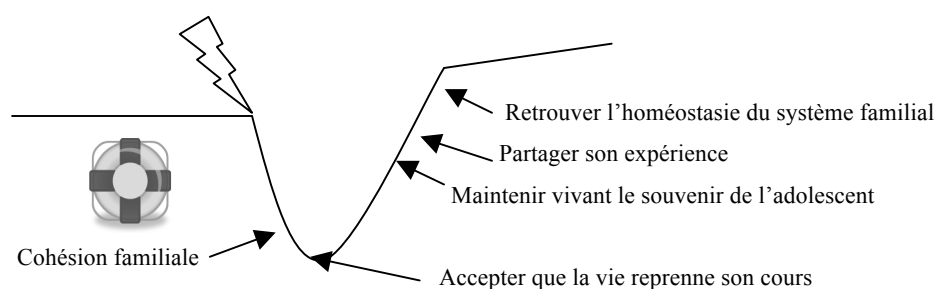 Retrouver l’homéostasie du système familial
Partager son expérience
Maintenir vivant le souvenir de l’adolescent
Cohésion familiale
Accepter que la vie reprenne son cours